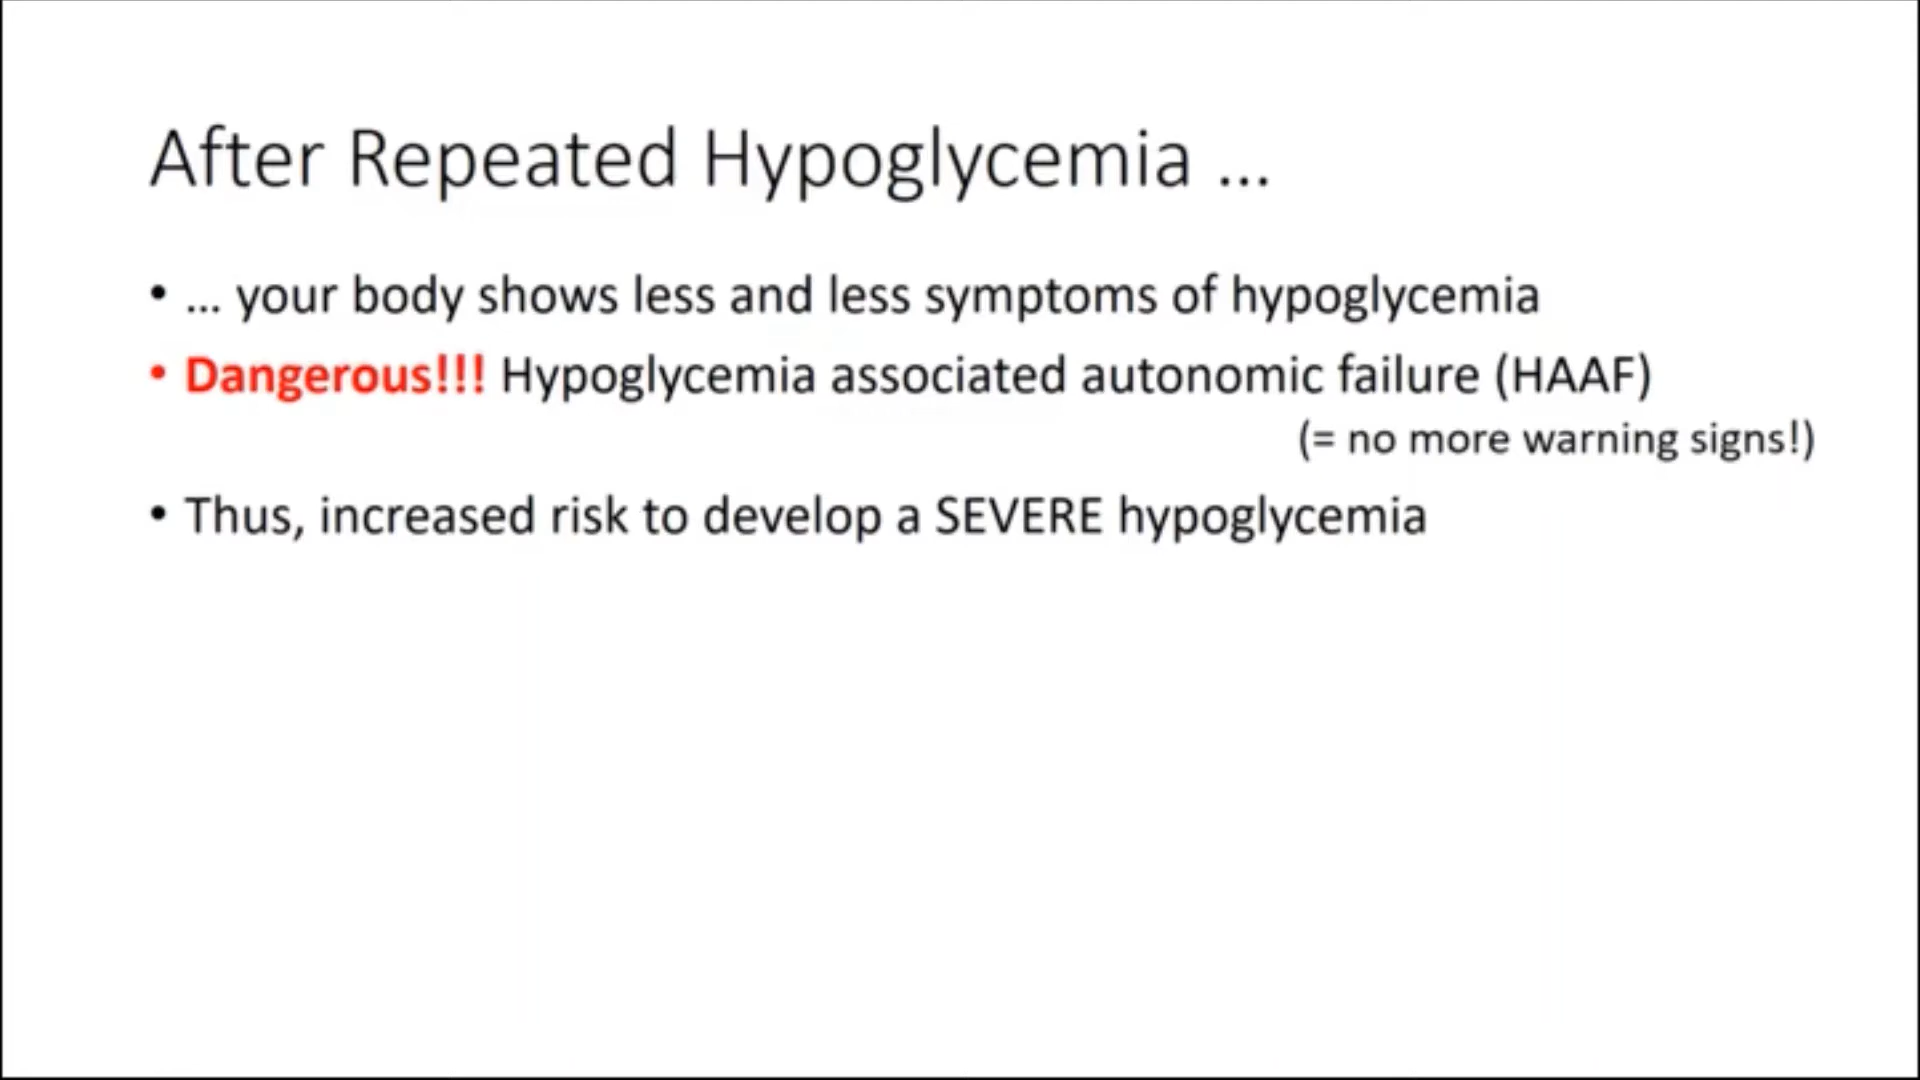 After Repeated Hypoglycemia ...
• ... your body shows less and less symptoms of hypoglycemia
• Dangerous!!! Hypoglycemia associated autonomic failure (HAAF)
(= no more warning signs!)
• Thus, increased risk to develop a SEVERE hypoglycemia